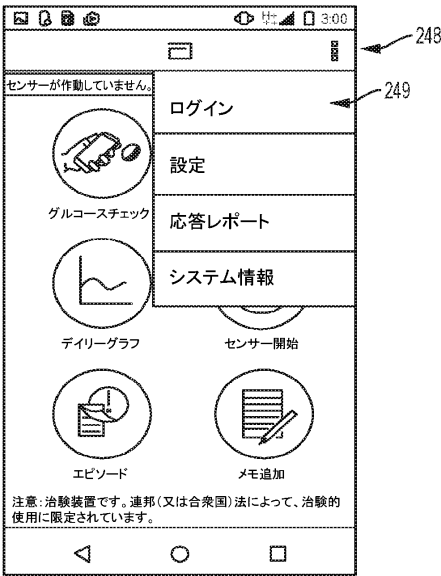 3:00
248
センサーが作動していません。
ログイン
249
設定
グルコースチェック
応答レポート
システム情報
デイリーグラフ
センサー開始
エピソード
メモ追加
注意:治験装置です。連邦(又は合衆国)法によって、治験的
使用に限定されています。